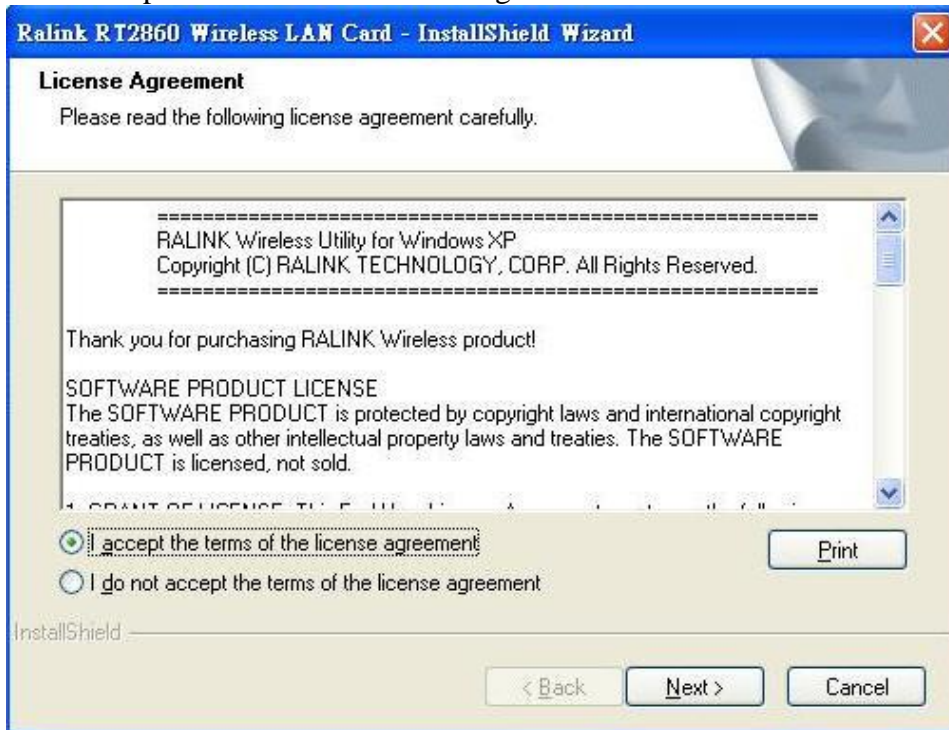 Ralink RT2860 Wireless LAN Card - InstallShield Wizard
License Agreement
Please read the following license agreement carefully.
==========================================================
RALINK Wireless Utility for Windows XP
Copyright (C) RALINK TECHNOLOGY, CORP. All Rights Reserved.
==========================================================
Thank you for purchasing RALINK Wireless product!
SOFTWARE PRODUCT LICENSE
The SOFTWARE PRODUCT is protected by copyright laws and international copyright
treaties, as well as other intellectual property laws and treaties. The SOFTWARE
PRODUCT is licensed, not sold.
1. GRANT OF LICENSE.
I accept the terms of the license agreement
Print
I do not accept the terms of the license agreement
InstallShield
< Back
Next >
Cancel